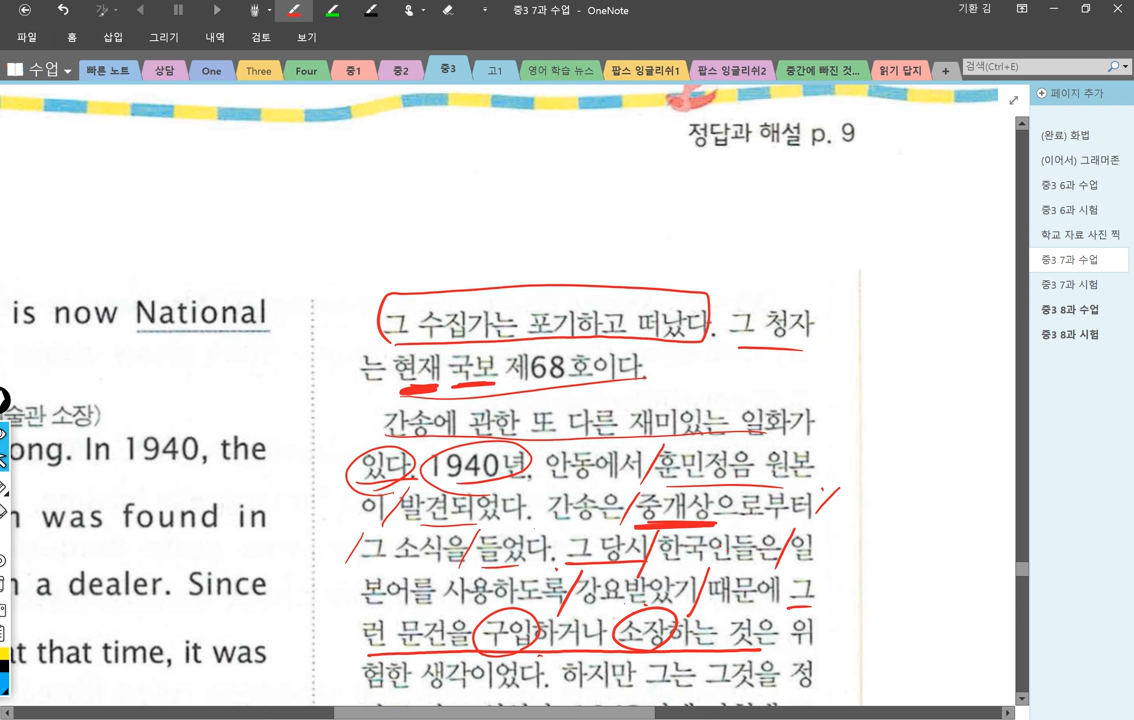 중3 7과 수업 - OneNote
기환 김
파일 홈 삽입 그리기 내역 검토 보기
수업 빠른 노트 상담 One Three Four 중1 중2 중3 고1 영어 학습 뉴스 팝스 잉글리쉬1 팝스 잉글리쉬2 중간에 빠진 것... 읽기 답지 + 검색(Ctrl+E)
페이지 추가
(완료) 화법
(이어서) 그래머존
중3 6과 수업
중3 6과 시험
학교 자료 사진 찍
중3 7과 수업
중3 7과 시험
중3 8과 수업
중3 8과 시험
정답과 해설 p. 9
is now National
술관 소장)
ong. In 1940, the
was found in
a dealer. Since
at that time, it was
그 수집가는 포기하고 떠났다. 그 청자
는 현재 국보 제68호이다.
간송에 관한 또 다른 재미있는 일화가
있다. 1940년, 안동에서 훈민정음 원본
이 발견되었다. 간송은 중개상으로부터
그 소식을 들었다. 그 당시 한국인들은 일
본어를 사용하도록 강요받았기 때문에 그
런 문건을 구입하거나 소장하는 것은 위
험한 생각이었다. 하지만 그는 그것을 정